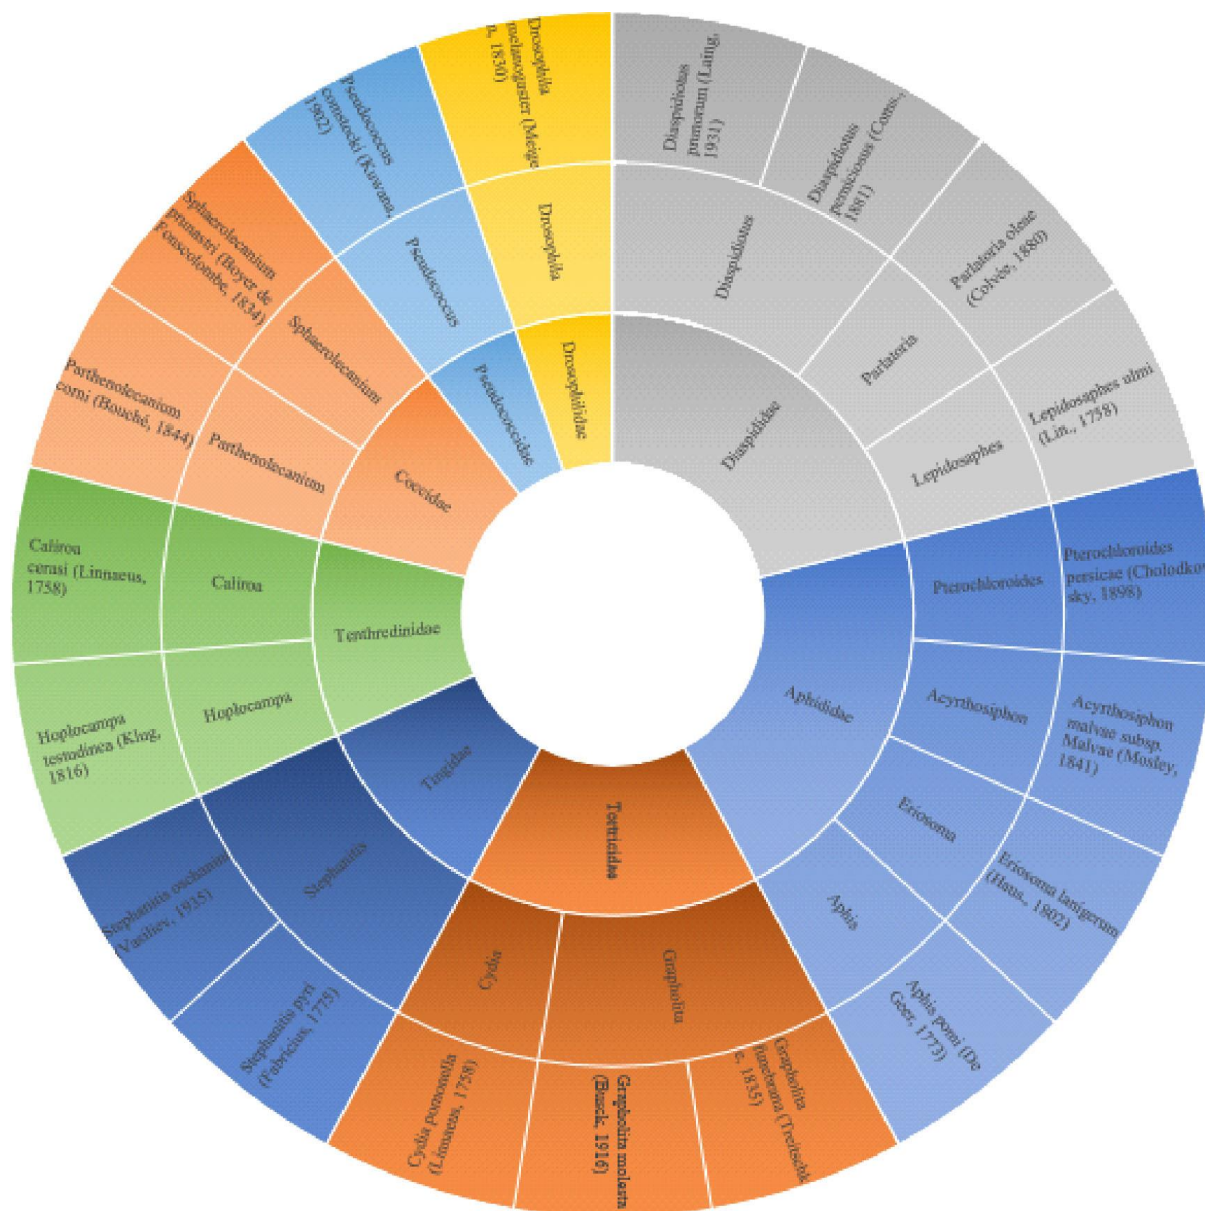 Diaspididae
Diaspidiotus
Diaspidiotus
prunorum (Laing,
1931)
Diaspidiotus
perniciosus (Coms.,
1881)
Parlatoria
Parlatoria oleae
(Colvée, 1880)
Lepidosaphes
Lepidosaphes ulmi
(Lin., 1758)
Aphididae
Pterochloroides
Pterochloroides
persicae (Cholodkov
sky, 1898)
Acyrthosiphon
Acyrthosiphon
malvae subsp.
Malvae (Mosley,
1841)
Eriosoma
Eriosoma lanigerum
(Haus., 1802)
Aphis
Aphis pomi (De
Geer, 1773)
Tortricidae
Grapholita
Grapholita
funebrana (Treitschk
e, 1835)
Grapholita molesta
(Busck, 1916)
Cydia
Cydia pomonella
(Linnaeus, 1758)
Tingidae
Stephanitis
Stephanitis pyri
(Fabricius, 1775)
Stephanitis oschanini
(Vasiliev, 1935)
Tenthredinidae
Hoplocampa
Hoplocampa
testudinea (Klug,
1816)
Caliroa
Caliroa
cerasi (Linnaeus,
1758)
Coccidae
Parthenolecanium
Parthenolecanium
corni (Bouché, 1844)
Sphaerolecanium
Sphaerolecanium
prunastri (Boyer de
Fonscolombe, 1834)
Pseudococcidae
Pseudococcus
Pseudococcus
comstocki (Kuwana,
1902)
Drosophilidae
Drosophila
Drosophila
melanogaster (Meige
n, 1830)